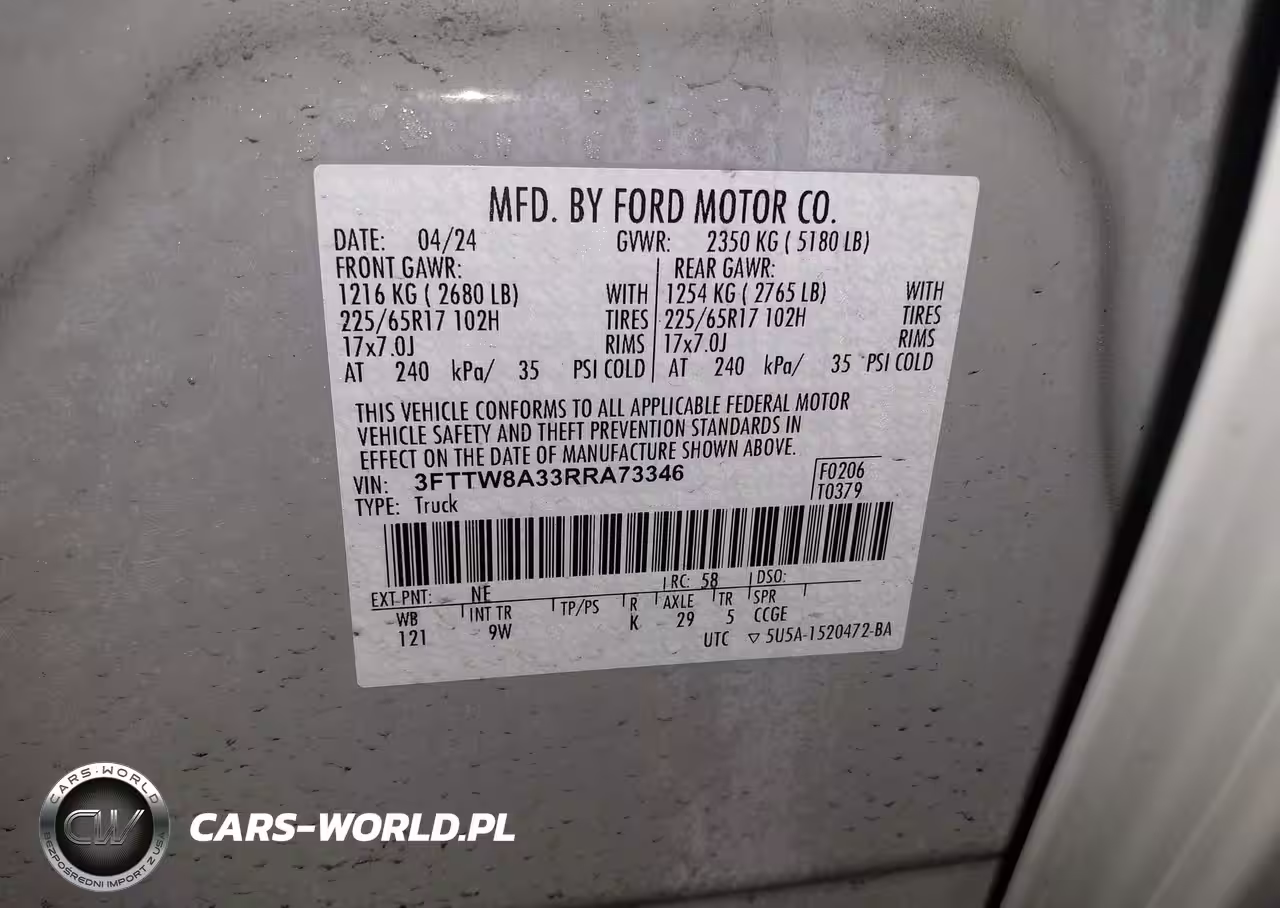 MFD. BY FORD MOTOR CO.
DATE: 04/24 GVWR: 2350 KG ( 5180 LB)
FRONT GAWR: REAR GAWR:
1216 KG ( 2680 LB) WITH 1254 KG ( 2765 LB) WITH
225/65R17 102H TIRES 225/65R17 102H TIRES
17x7.0J RIMS 17x7.0J RIMS
AT 240 kPa/ 35 PSI COLD AT 240 kPa/ 35 PSI COLD
THIS VEHICLE CONFORMS TO ALL APPLICABLE FEDERAL MOTOR
VEHICLE SAFETY AND THEFT PREVENTION STANDARDS IN
EFFECT ON THE DATE OF MANUFACTURE SHOWN ABOVE.
VIN: 3FTTW8A33RRA73346 F0206
TYPE: Truck T0379
EXT PNT: NE RC: 58 DSO:
WB INT TR TP/PS R AXLE TR SPR
121 9W K 29 5 CCGE
UTC ▽ 5U5A-1520472-BA
CARS-WORLD
CW
BEZPOŚREDNI IMPORT Z USA
CARS-WORLD.PL